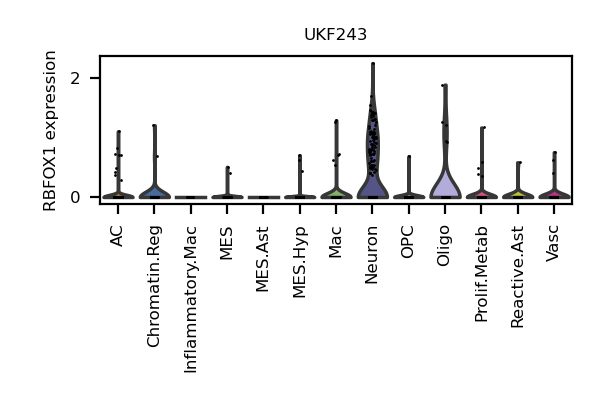 UKF243
RBFOX1 expression
2
0
AC
Chromatin.Reg
Inflammatory.Mac
MES
MES.Ast
MES.Hyp
Mac
Neuron
OPC
Oligo
Prolif.Metab
Reactive.Ast
Vasc